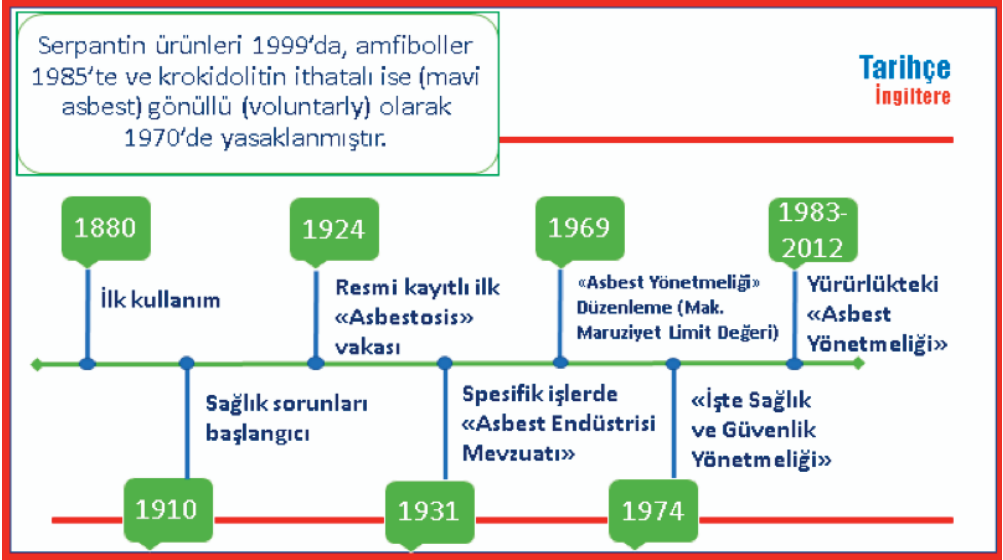 Serpantin ürünleri 1999'da, amfiboller
1985'te ve krokidolitin ithatalı ise (mavi
asbest) gönüllü (voluntarly) olarak
1970'de yasaklanmıştır.
Tarihçe
İngiltere
1880
İlk kullanım
1910
Sağlık sorunları
başlangıcı
1924
Resmi kayıtlı ilk
«Asbestosis»
vakası
1931
Spesifik işlerde
«Asbest Endüstrisi
Mevzuatı»
1969
«Asbest Yönetmeliği»
Düzenleme (Mak.
Maruziyet Limit Değeri)
1974
«İşte Sağlık
ve Güvenlik
Yönetmeliği»
1983-
2012
Yürürlükteki
«Asbest
Yönetmeliği»